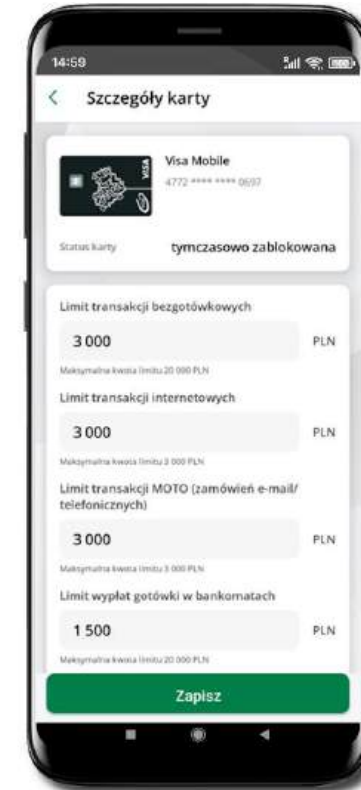 14:59
Szczegóły karty
VISA
Visa Mobile
4772 **** **** 0697
Status karty
tymczasowo zablokowana
Limit transakcji bezgotówkowych
3 000 PLN
Maksymalna kwota limitu 20 000 PLN
Limit transakcji internetowych
3 000 PLN
Maksymalna kwota limitu 3 000 PLN
Limit transakcji MOTO (zamówień e-mail/
telefonicznych)
3 000 PLN
Maksymalna kwota limitu 3 000 PLN
Limit wypłat gotówki w bankomatach
1 500 PLN
Maksymalna kwota limitu 20 000 PLN
Zapisz